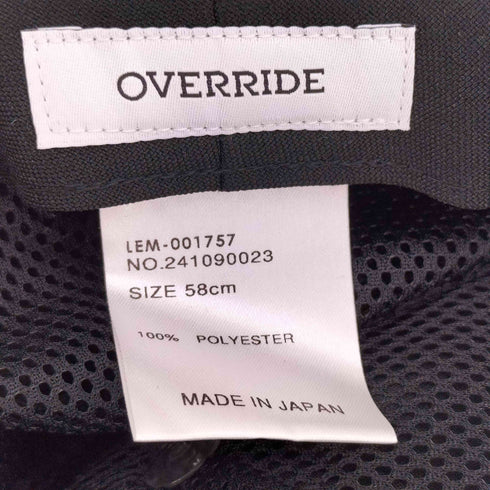 OVERRIDE
LEM-001757
NO.241090023
SIZE 58cm
100% POLYESTER
MADE IN JAPAN